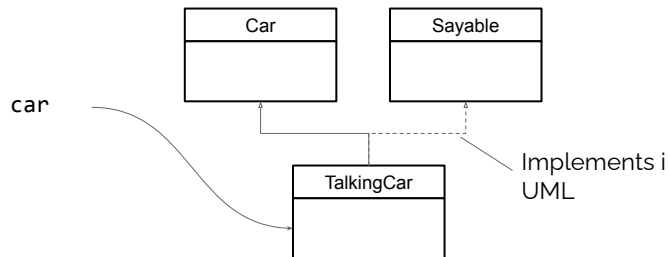 Car
Sayable
car
Implements i
UML
TalkingCar